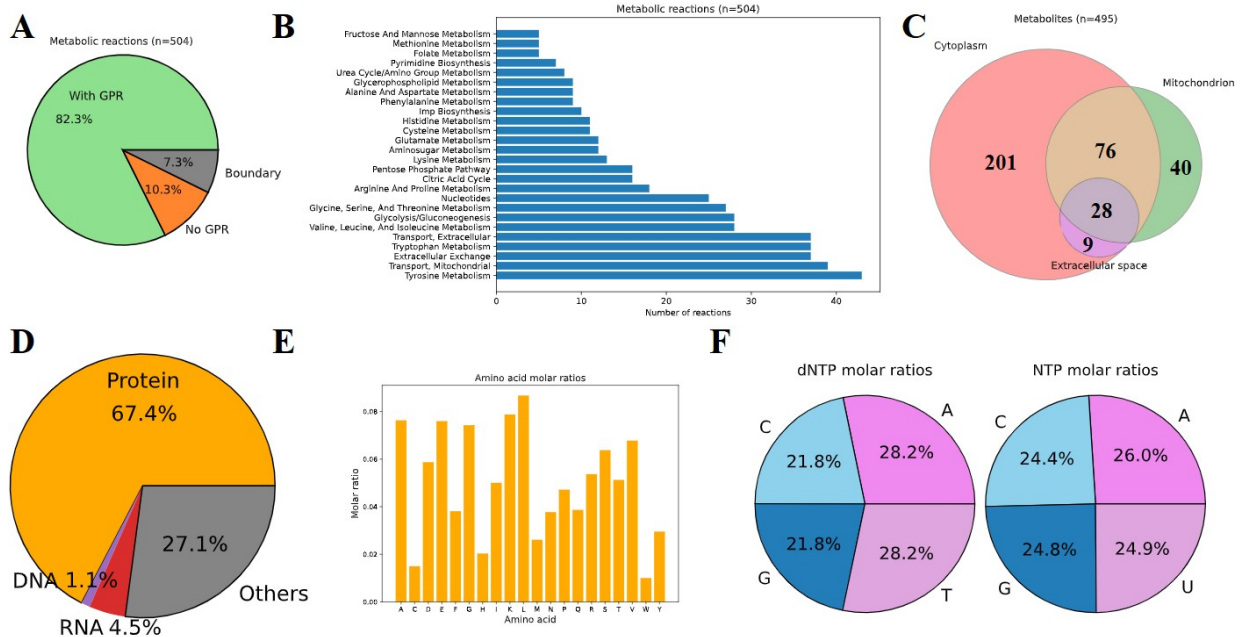 A
Metabolic reactions (n=504)
With GPR
82.3%
7.3%
Boundary
10.3%
No GPR
B
Metabolic reactions (n=504)
Fructose And Mannose Metabolism
Methionine Metabolism
Folate Metabolism
Pyrimidine Biosynthesis
Urea Cycle/Amino Group Metabolism
Glycerophospholipid Metabolism
Alanine And Aspartate Metabolism
Phenylalanine Metabolism
Imp Biosynthesis
Histidine Metabolism
Cysteine Metabolism
Glutamate Metabolism
Aminosugar Metabolism
Lysine Metabolism
Pentose Phosphate Pathway
Citric Acid Cycle
Arginine And Proline Metabolism
Nucleotides
Glycine, Serine, And Threonine Metabolism
Glycolysis/Gluconeogenesis
Valine, Leucine, And Isoleucine Metabolism
Transport, Extracellular
Tryptophan Metabolism
Extracellular Exchange
Transport, Mitochondrial
Tyrosine Metabolism
0 10 20 30 40
Number of reactions
C
Metabolites (n=495)
Cytoplasm
Mitochondrion
201
76
40
28
9
Extracellular space
D
Protein
67.4%
27.1%
DNA 1.1%
Others
RNA 4.5%
E
Amino acid molar ratios
Molar ratio
0.08
0.06
0.04
0.02
0.00
A C D E F G H I K L M N P Q R S T V W Y
Amino acid
F
dNTP molar ratios
C
A
21.8%
28.2%
21.8%
28.2%
G
T
NTP molar ratios
C
A
24.4%
26.0%
24.8%
24.9%
G
U